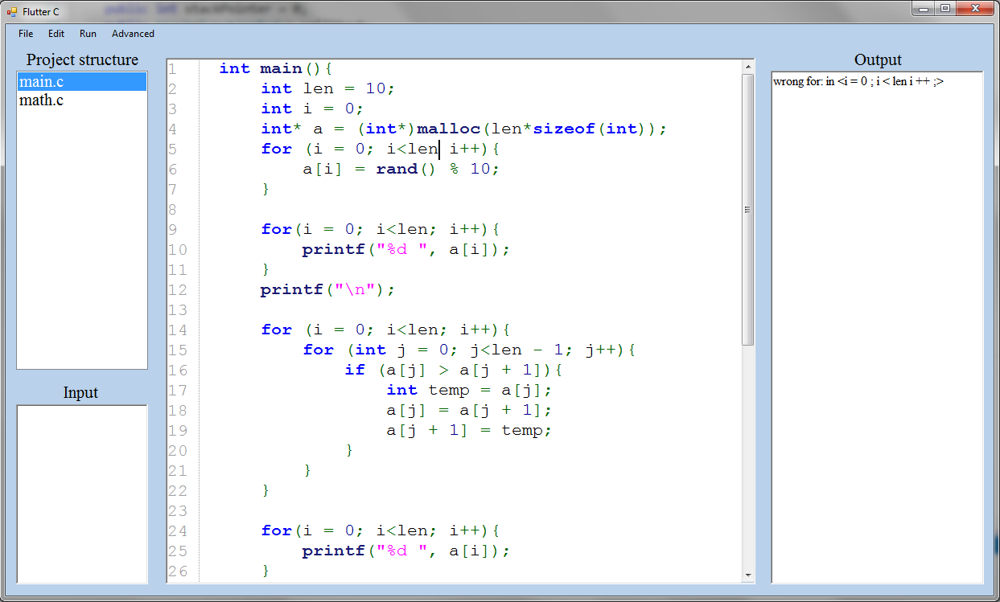 Flutter C
File Edit Run Advanced
Project structure
main.c
math.c
Input
1 int main(){
2 int len = 10;
3 int i = 0;
4 int* a = (int*)malloc(len*sizeof(int));
5 for (i = 0; i<len i++){
6 a[i] = rand() % 10;
7 }
8
9 for(i = 0; i<len; i++){
10 printf("%d ", a[i]);
11 }
12 printf("\n");
13
14 for (i = 0; i<len; i++){
15 for (int j = 0; j<len - 1; j++){
16 if (a[j] > a[j + 1]){
17 int temp = a[j];
18 a[j] = a[j + 1];
19 a[j + 1] = temp;
20 }
21 }
22 }
23
24 for(i = 0; i<len; i++){
25 printf("%d ", a[i]);
26 }
Output
wrong for: in <i = 0 ; i < len i ++ ;>